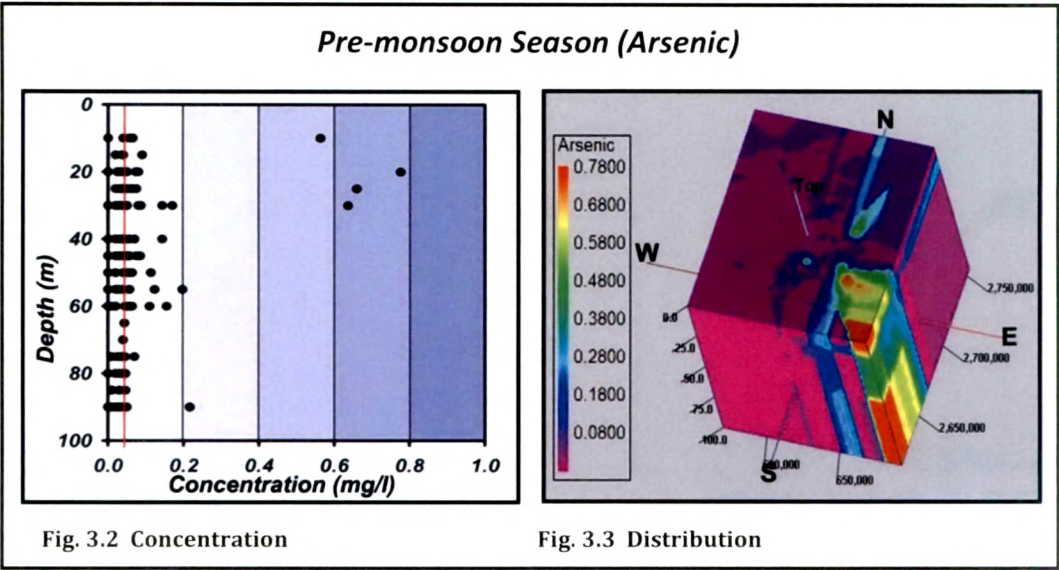 Pre-monsoon Season (Arsenic)
0
20
40
60
80
100
Depth (m)
0.0 0.2 0.4 0.6 0.8 1.0
Concentration (mg/l)
Fig. 3.2 Concentration
Arsenic
0.7800
0.6800
0.5800
0.4800
0.3800
0.2800
0.1800
0.0800
N
Top
W
2,750,000
E
2,700,000
2,650,000
0.0
25.0
50.0
75.0
100.0
S
650,000
Fig. 3.3 Distribution